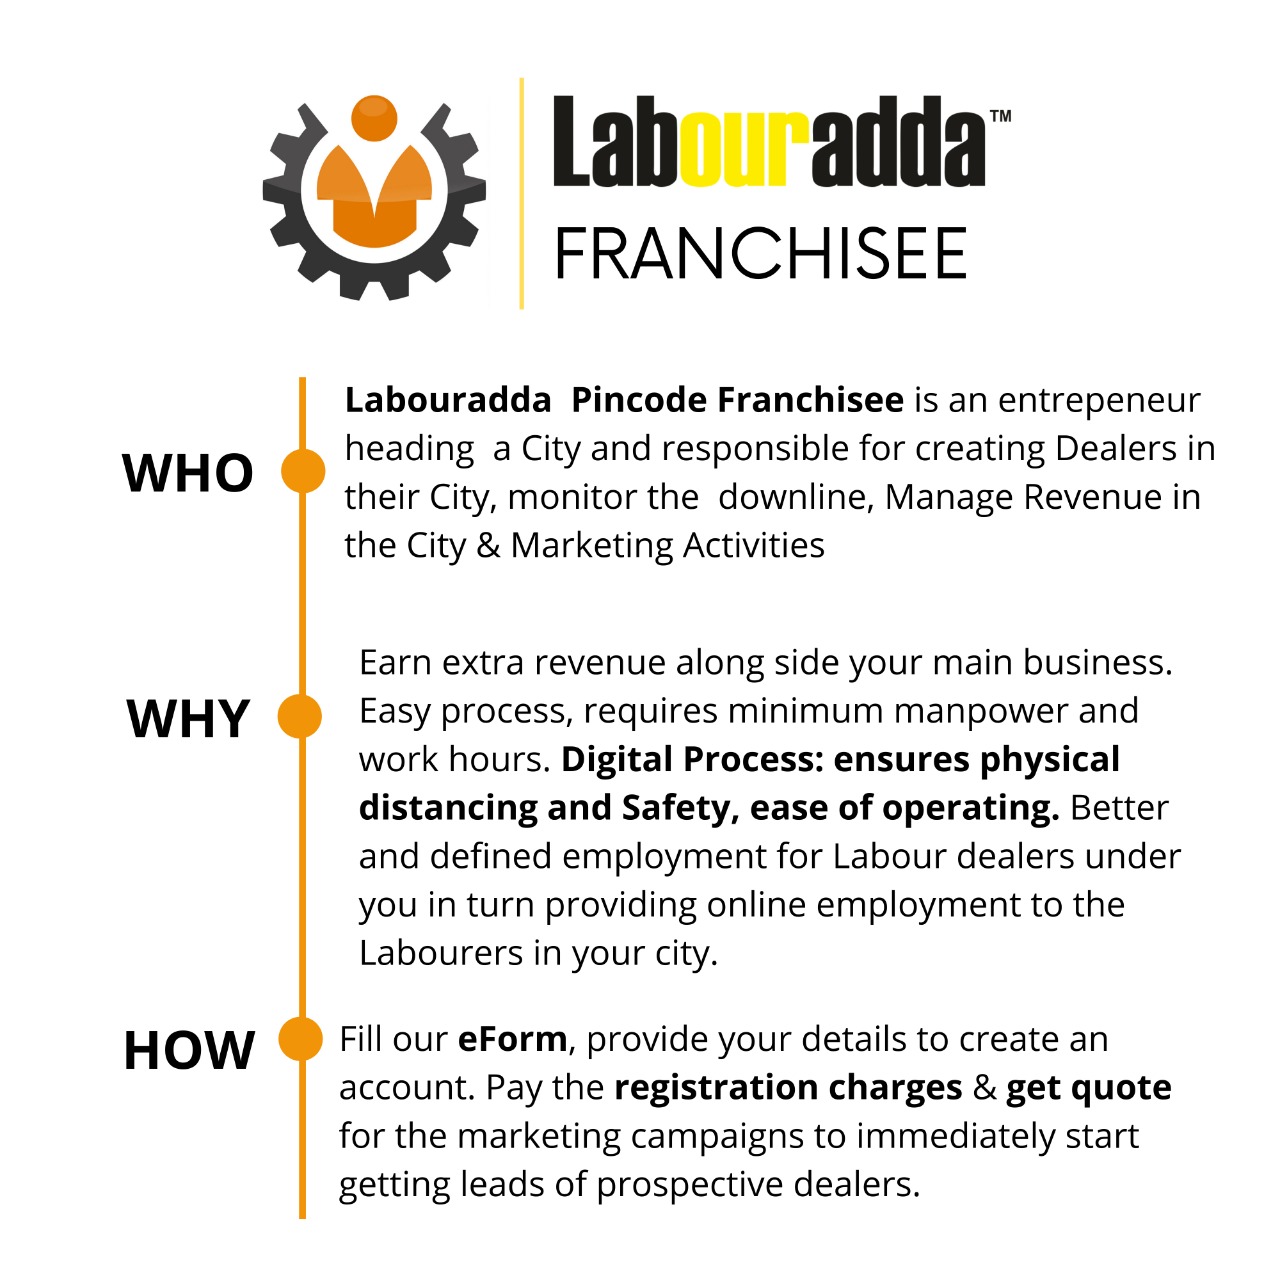 Labouradda™
FRANCHISEE
WHO
Labouradda  Pincode Franchisee is an entrepeneur
heading  a City and responsible for creating Dealers in
their City, monitor the  downline, Manage Revenue in
the City & Marketing Activities
WHY
Earn extra revenue along side your main business.
Easy process, requires minimum manpower and
work hours. Digital Process: ensures physical
distancing and Safety, ease of operating. Better
and defined employment for Labour dealers under
you in turn providing online employment to the
Labourers in your city.
HOW
Fill our eForm, provide your details to create an
account. Pay the registration charges & get quote
for the marketing campaigns to immediately start
getting leads of prospective dealers.